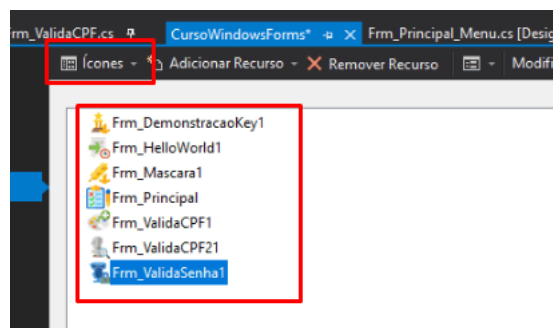 rm_ValidaCPF.cs CursoWindowsForms* Frm_Principal_Menu.cs [Desig
Ícones Adicionar Recurso Remover Recurso Modifi
Frm_DemonstracaoKey1
Frm_HelloWorld1
Frm_Mascara1
Frm_Principal
Frm_ValidaCPF1
Frm_ValidaCPF21
Frm_ValidaSenha1